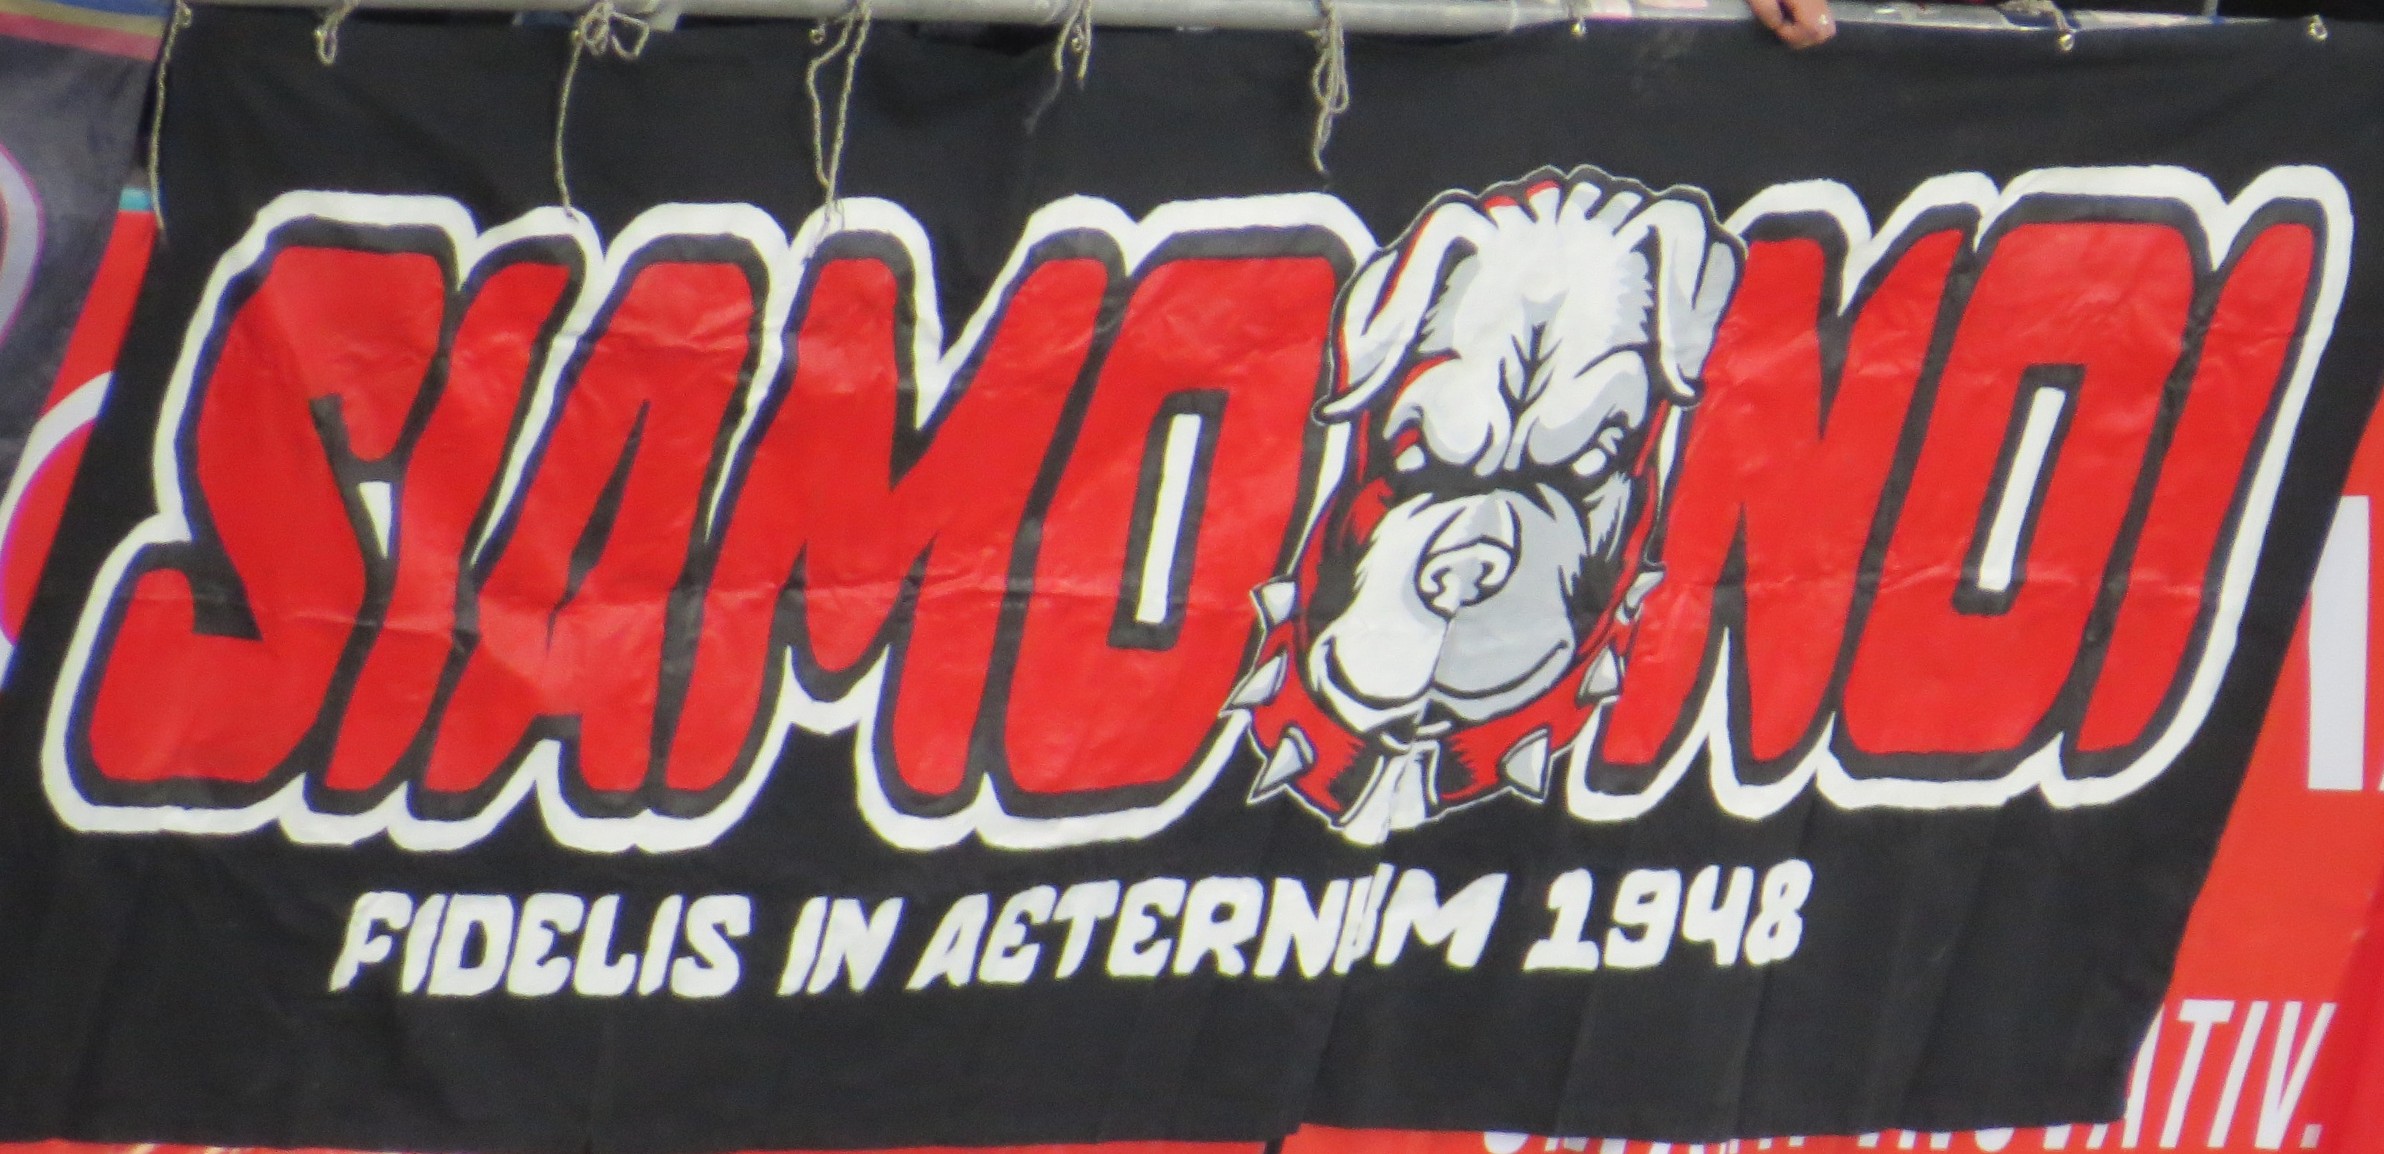 SIAMO NOI
FIDELIS IN AETERNUM 1948